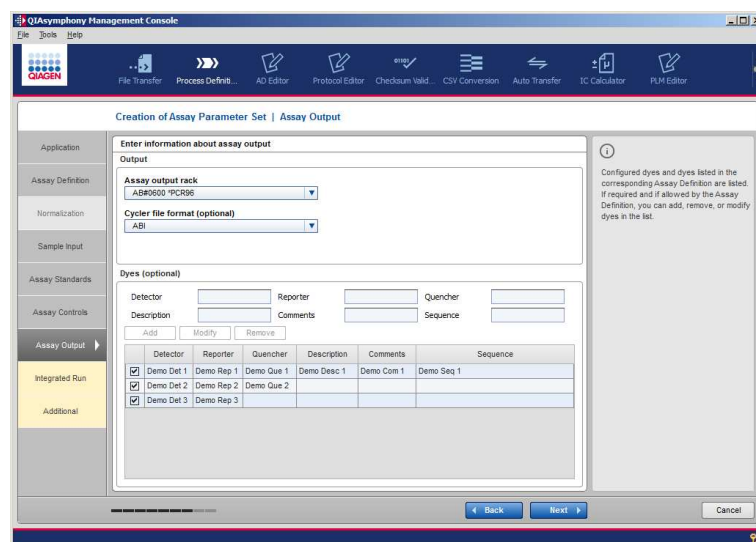 QIAsymphony Management Console
File Tools Help
QIAGEN
File Transfer Process Definiti... AD Editor Protocol Editor Checksum Valid... CSV Conversion Auto Transfer IC Calculator PLM Editor
Creation of Assay Parameter Set | Assay Output
Application
Assay Definition
Normalization
Sample Input
Assay Standards
Assay Controls
Assay Output
Integrated Run
Additional
Enter information about assay output
Output
Assay output rack
AB#0600 *PCR96
Cycler file format (optional)
ABI
Dyes (optional)
Detector Reporter Quencher
Description Comments Sequence
Add Modify Remove
Detector Reporter Quencher Description Comments Sequence
Demo Det 1 Demo Rep 1 Demo Que 1 Demo Desc 1 Demo Com 1 Demo Seq 1
Demo Det 2 Demo Rep 2 Demo Que 2
Demo Det 3 Demo Rep 3
Configured dyes and dyes listed in the
corresponding Assay Definition are listed.
If required and if allowed by the Assay
Definition, you can add, remove, or modify
dyes in the list.
Back Next Cancel